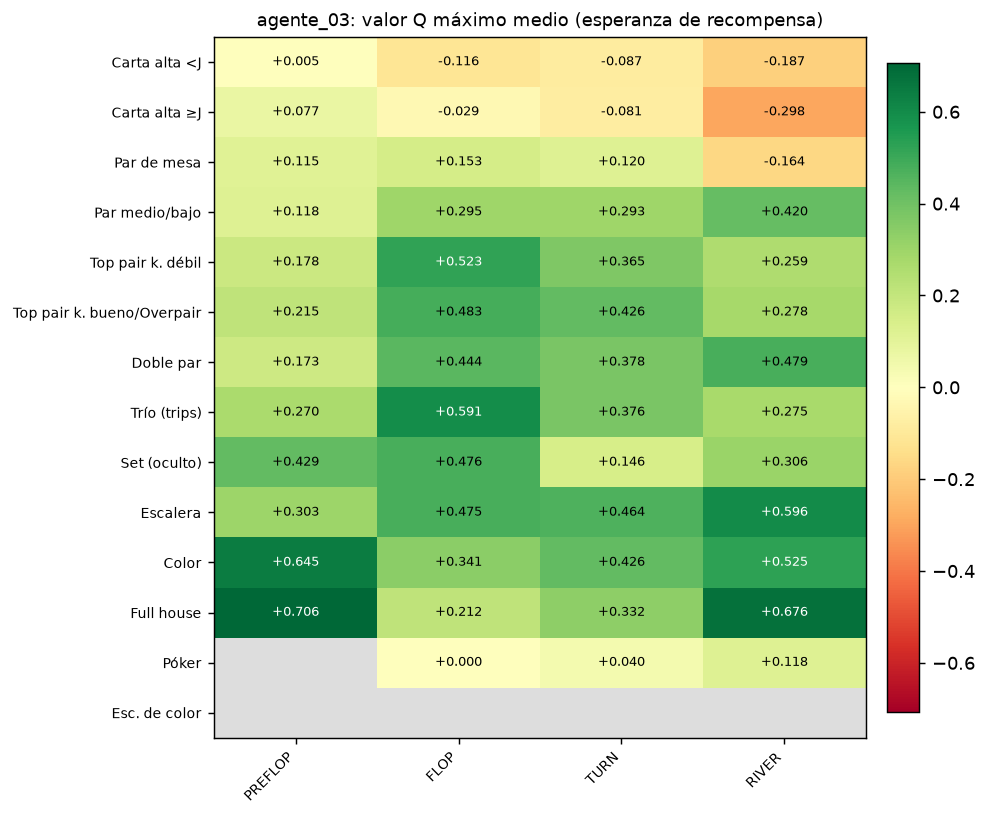 agente_03: valor Q máximo medio (esperanza de recompensa)
Carta alta <J +0.005 -0.116 -0.087 -0.187
Carta alta ≥J +0.077 -0.029 -0.081 -0.298
Par de mesa +0.115 +0.153 +0.120 -0.164
Par medio/bajo +0.118 +0.295 +0.293 +0.420
Top pair k. débil +0.178 +0.523 +0.365 +0.259
Top pair k. bueno/Overpair +0.215 +0.483 +0.426 +0.278
Doble par +0.173 +0.444 +0.378 +0.479
Trío (trips) +0.270 +0.591 +0.376 +0.275
Set (oculto) +0.429 +0.476 +0.146 +0.306
Escalera +0.303 +0.475 +0.464 +0.596
Color +0.645 +0.341 +0.426 +0.525
Full house +0.706 +0.212 +0.332 +0.676
Póker +0.000 +0.040 +0.118
Esc. de color
PREFLOP FLOP TURN RIVER
0.6
0.4
0.2
0.0
−0.2
−0.4
−0.6